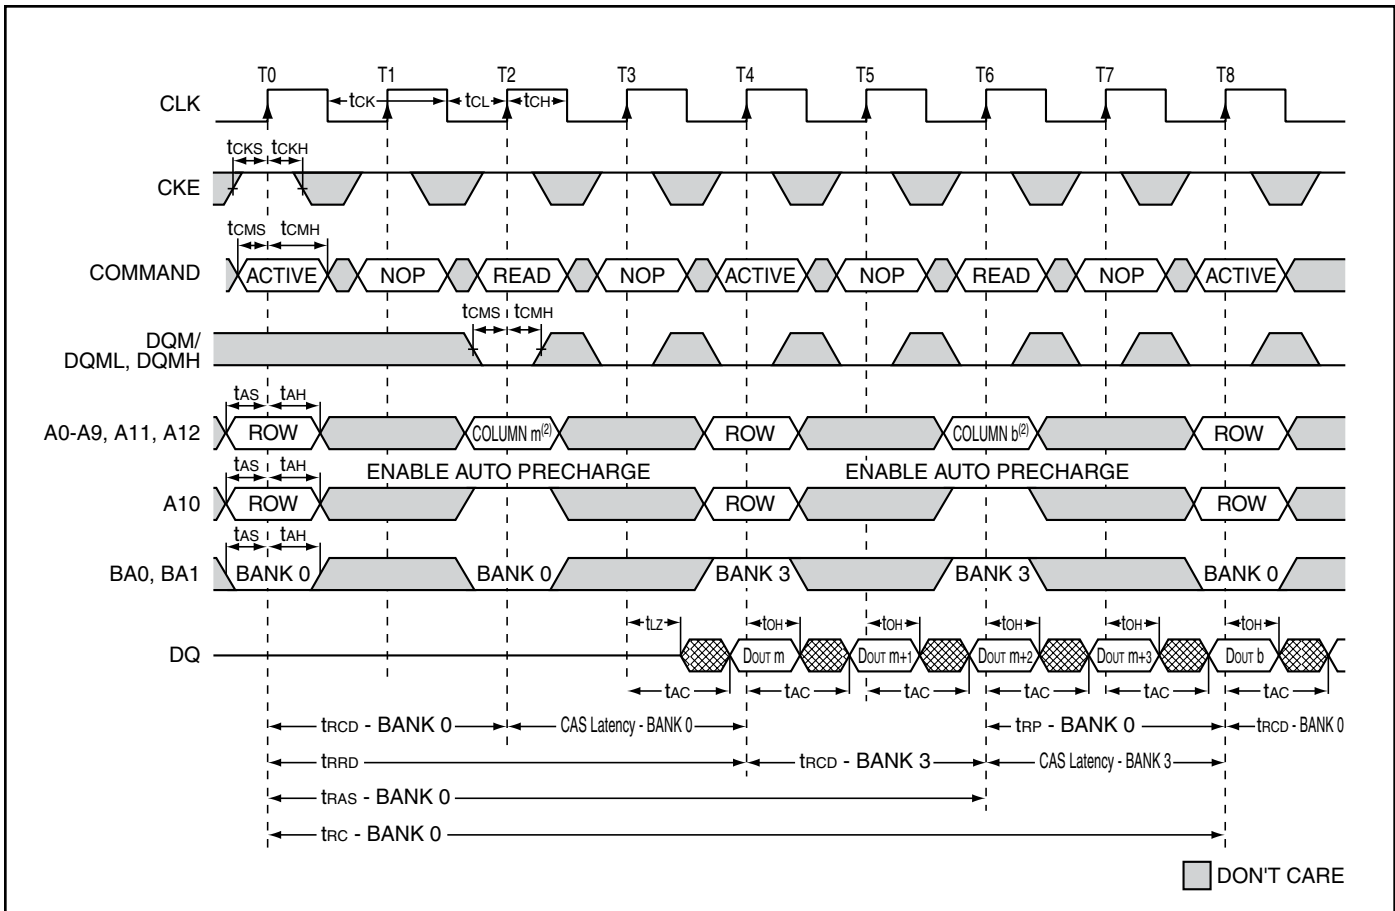 T0 T1 T2 T3 T4 T5 T6 T7 T8
CLK tCK tCL tCH
tCKS tCKH
CKE
tCMS tCMH
COMMAND ACTIVE NOP READ NOP ACTIVE NOP READ NOP ACTIVE
tCMS tCMH
DQM/
DQML, DQMH
tAS tAH
A0-A9, A11, A12 ROW COLUMN m(2) ROW COLUMN b(2) ROW
tAS tAH ENABLE AUTO PRECHARGE ENABLE AUTO PRECHARGE
A10 ROW ROW ROW
tAS tAH
BA0, BA1 BANK 0 BANK 0 BANK 3 BANK 3 BANK 0
tLZ tOH tOH tOH tOH tOH
DQ DOUT m DOUT m+1 DOUT m+2 DOUT m+3 DOUT b
tAC tAC tAC tAC tAC tAC
tRCD - BANK 0 CAS Latency - BANK 0 tRP - BANK 0 tRCD - BANK 0
tRRD tRCD - BANK 3 CAS Latency - BANK 3
tRAS - BANK 0
tRC - BANK 0
DON'T CARE